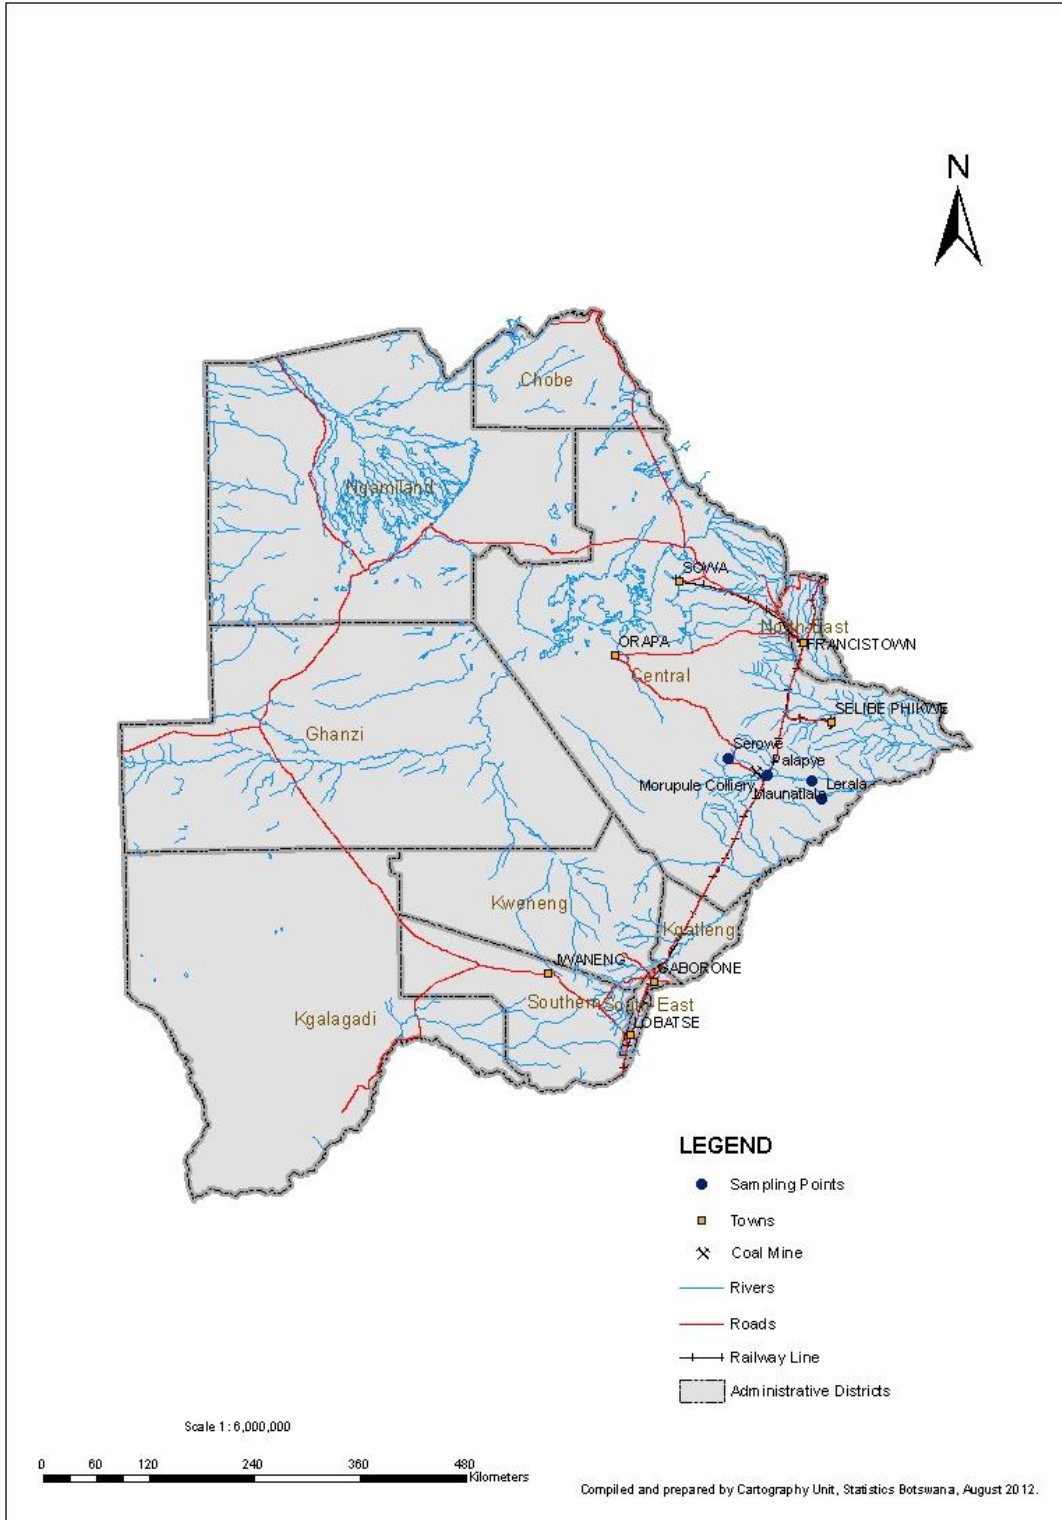 N
Chobe
Ngamiland
SOWA
North-East
FRANCISTOWN
ORAPA
Central
SELIBE PHIKWE
Ghanzi
Serowe
Palapye
Morupule Colliery
Lerala
Maunatlala
Kweneng
Kgatleng
JWANENG
GABORONE
Southern
South-East
Kgalagadi
LOBATSE
LEGEND
Sampling Points
Towns
Coal Mine
Rivers
Roads
Railway Line
Administrative Districts
Scale 1:6,000,000
0 60 120 240 360 480
Kilometers
Compiled and prepared by Cartography Unit, Statistics Botswana, August 2012.